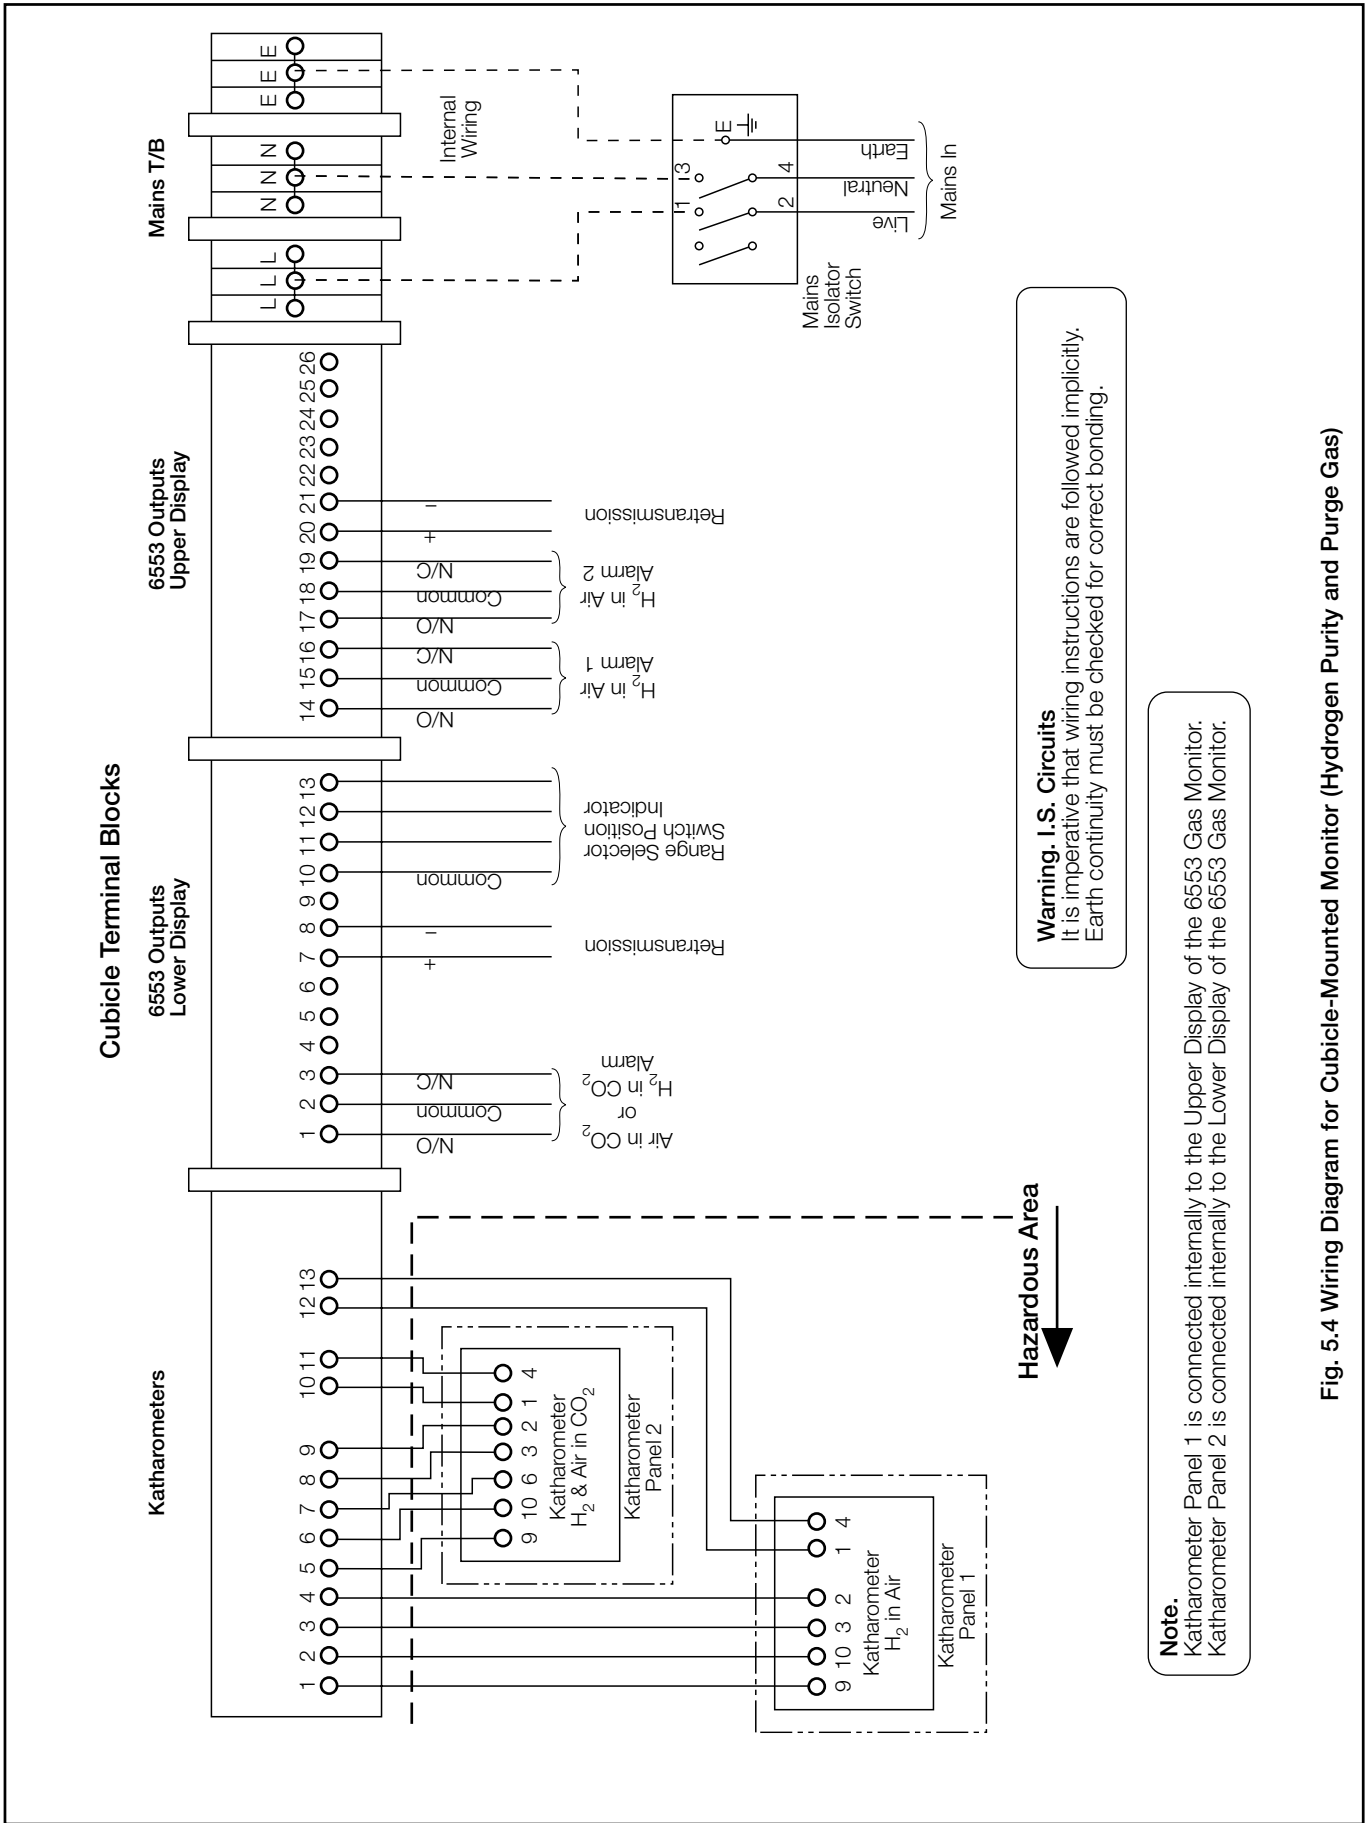 Cubicle Terminal Blocks
Katharometers
6553 Outputs
Lower Display
6553 Outputs
Upper Display
Mains T/B
1 2 3 4 5 6 7 8 9 10 11 12 13
1 2 3 4 5 6 7 8 9 10 11 12 13
14 15 16 17 18 19 20 21 22 23 24 25 26
L L L N N N E E E
N/O
Common
N/C
Air in CO₂
or
H₂ in CO₂
Alarm
+
–
Retransmission
Common
Range Selector
Switch Position
Indicator
N/O
Common
N/C
H₂ in Air
Alarm 1
N/O
Common
N/C
H₂ in Air
Alarm 2
+
–
Retransmission
Internal
Wiring
1 3 E
2 4
Mains
Isolator
Switch
Live
Neutral
Earth
Mains In
9 10 6 3 2 1 4
Katharometer
H₂ & Air in CO₂
Katharometer
Panel 2
9 10 3 2 1 4
Katharometer
H₂ in Air
Katharometer
Panel 1
Hazardous Area
Warning. I.S. Circuits
It is imperative that wiring instructions are followed implicitly.
Earth continuity must be checked for correct bonding.
Note.
Katharometer Panel 1 is connected internally to the Upper Display of the 6553 Gas Monitor.
Katharometer Panel 2 is connected internally to the Lower Display of the 6553 Gas Monitor.
Fig. 5.4 Wiring Diagram for Cubicle-Mounted Monitor (Hydrogen Purity and Purge Gas)